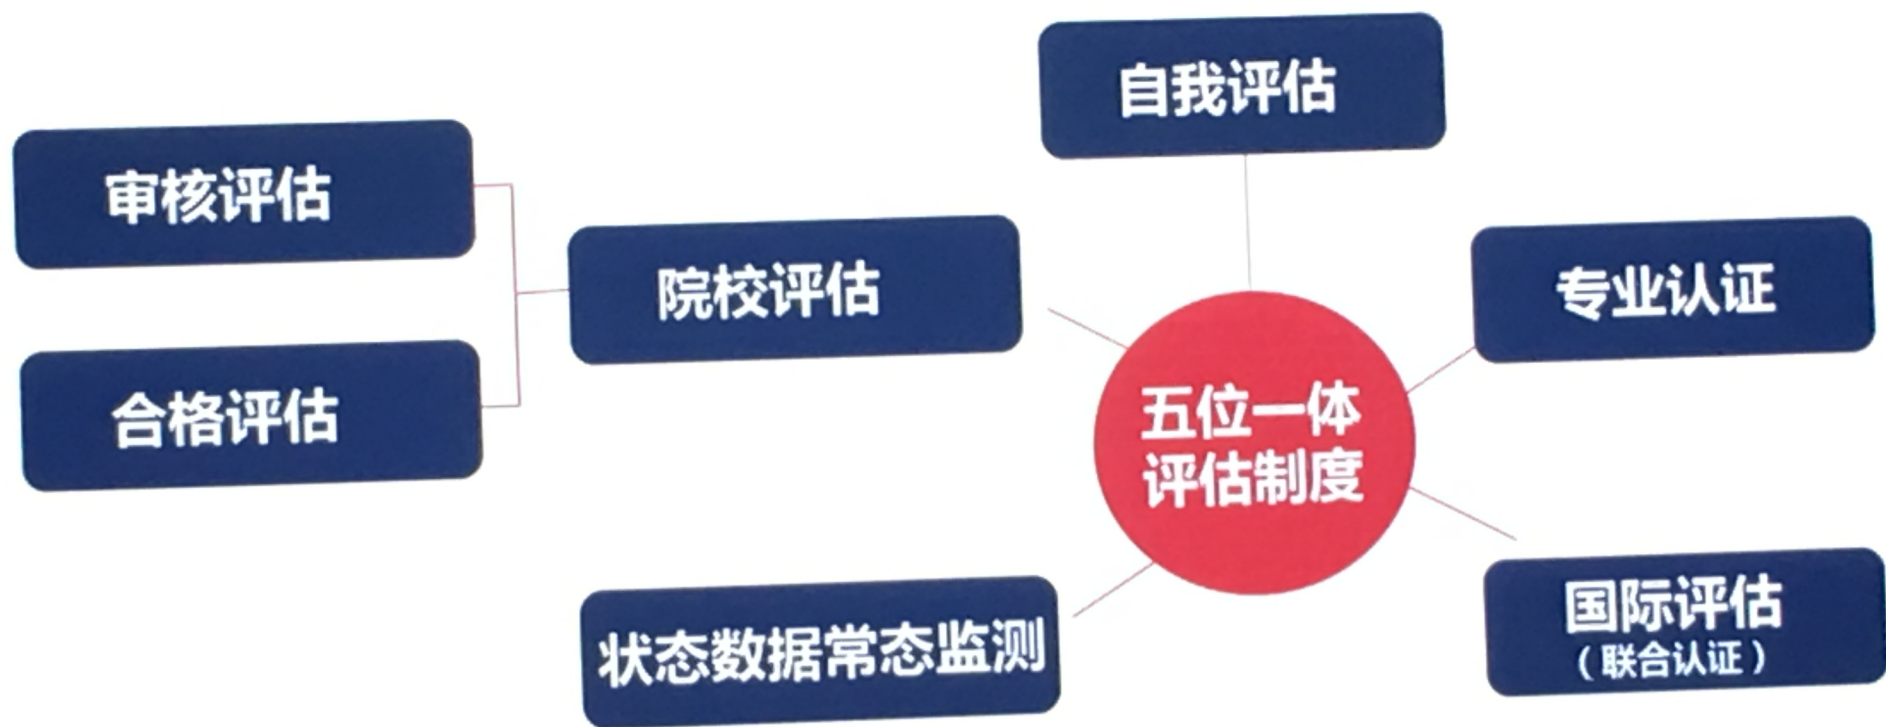 自我评估
审核评估
院校评估
专业认证
合格评估
五位一体
评估制度
国际评估
（联合认证）
状态数据常态监测